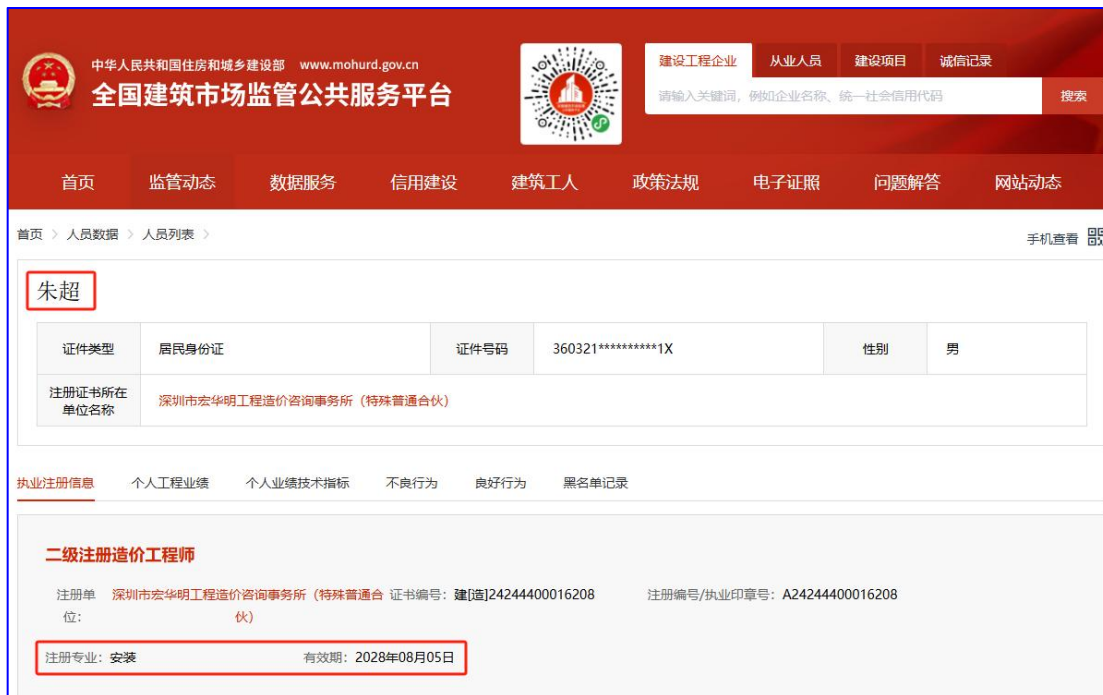 中华人民共和国住房和城乡建设部 www.mohurd.gov.cn
全国建筑市场监管公共服务平台
建设工程企业 从业人员 建设项目 诚信记录
请输入关键词，例如企业名称、统一社会信用代码 搜索
首页 监管动态 数据服务 信用建设 建筑工人 政策法规 电子证照 问题解答 网站动态
首页 > 人员数据 > 人员列表 >
手机查看
朱超
证件类型 居民身份证 证件号码 360321**********1X 性别 男
注册证书所在
单位名称
深圳市宏华明工程造价咨询事务所（特殊普通合伙）
执业注册信息 个人工程业绩 个人业绩技术指标 不良行为 良好行为 黑名单记录
二级注册造价工程师
注册单 深圳市宏华明工程造价咨询事务所（特殊普通合 证书编号：建[造]24244400016208 注册编号/执业印章号：A24244400016208
位： 伙）
注册专业：安装 有效期：2028年08月05日